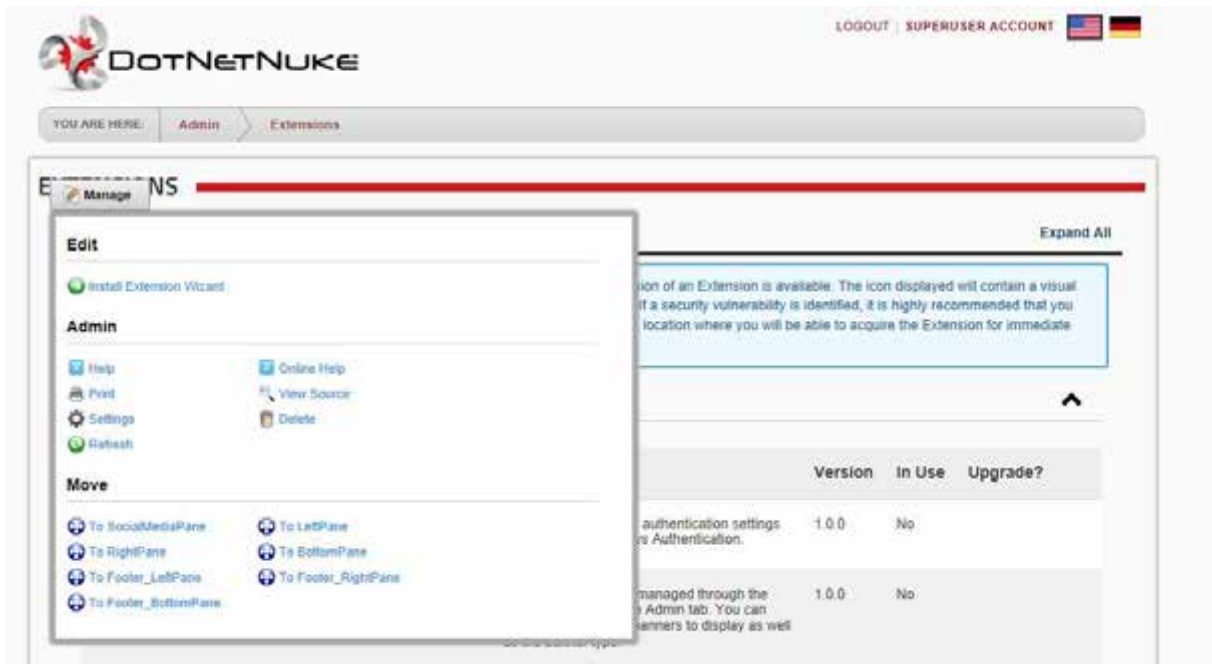 LOGOUT | SUPERUSER ACCOUNT
DOTNETNUKE
YOU ARE HERE: Admin Extensions
Manage
NS
Expand All
Edit
Install Extension Wizard
ion of an Extension is available. The icon displayed will contain a visual
If a security vulnerability is identified, it is highly recommended that you
location where you will be able to acquire the Extension for immediate
Admin
Help Online Help
Print View Source
Settings Delete
Refresh
Version In Use Upgrade?
Move
To SocialMediaPane To LeftPane
To RightPane To BottomPane
To Footer_LeftPane To Footer_RightPane
To Footer_BottomPane
authentication settings 1.0.0 No
Authentication.
managed through the 1.0.0 No
Admin tab. You can
anners to display as well